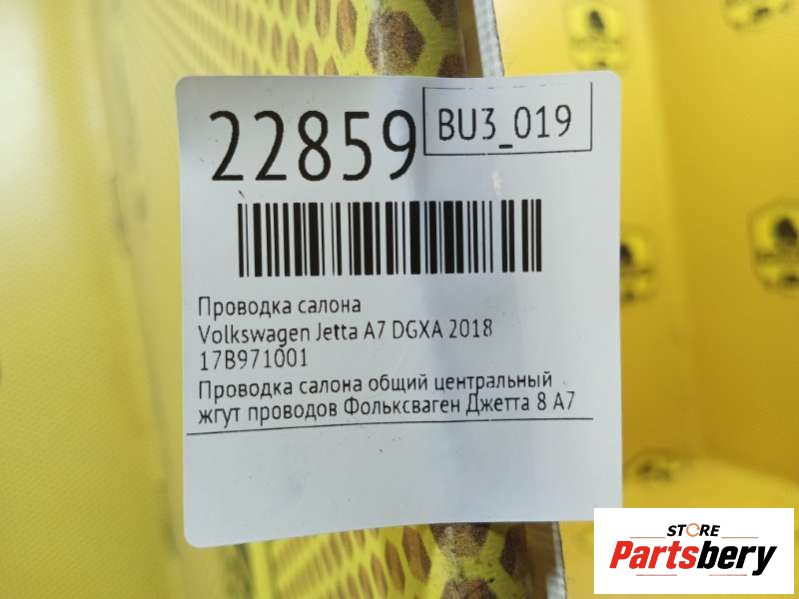 22859
BU3_019
Проводка салона
Volkswagen Jetta A7 DGXA 2018
17B971001
Проводка салона общий центральный
жгут проводов Фольксваген Джетта 8 А7
STORE
Partsbery